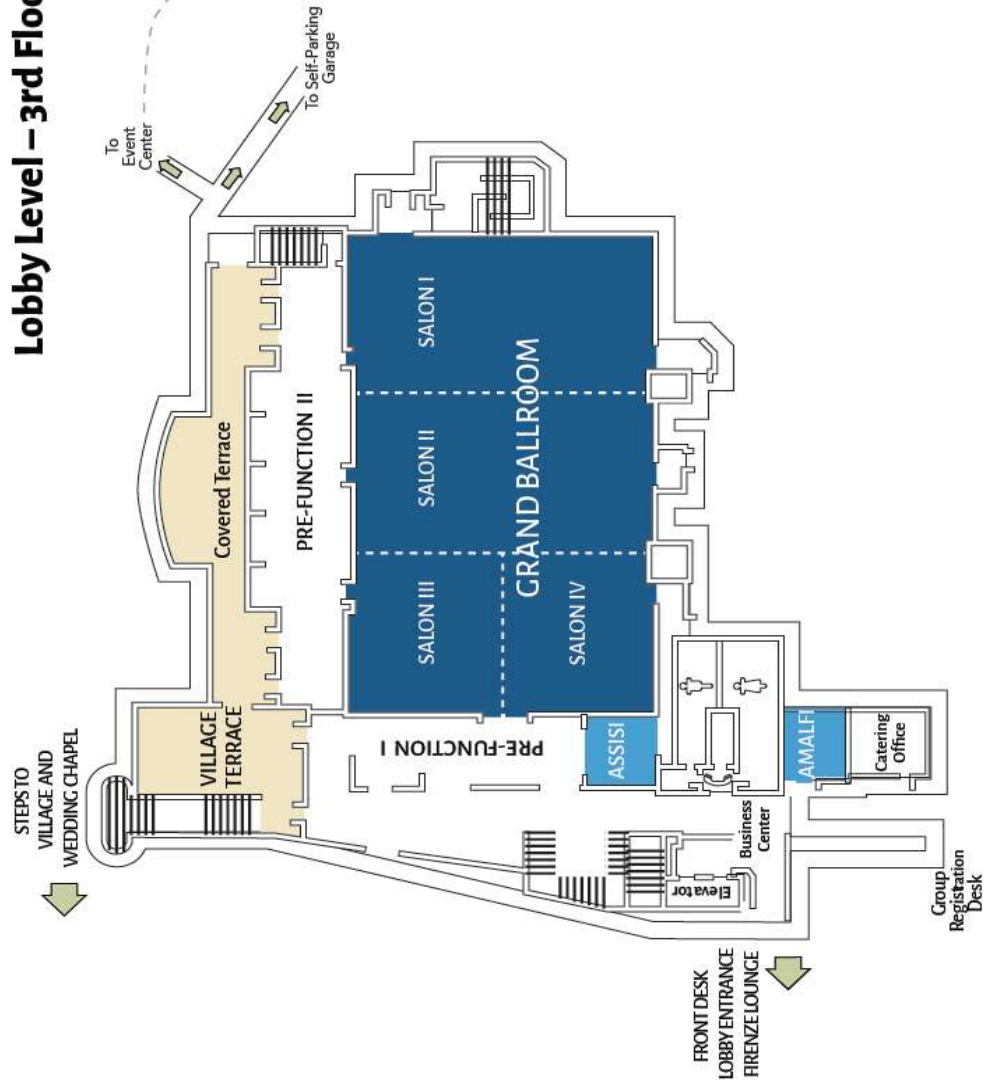 Lobby Level – 3rd Floo
To
Event
Center
To Self-Parking
Garage
STEPS TO
VILLAGE AND
WEDDING CHAPEL
VILLAGE
TERRACE
Covered Terrace
PRE-FUNCTION II
PRE-FUNCTION I
SALON III
SALON II
SALON I
SALON IV
GRAND BALLROOM
ASSISI
AMALFI
Catering
Office
Business
Center
Elevator
Group
Registration
Desk
FRONT DESK
LOBBY ENTRANCE
FIRENZE LOUNGE